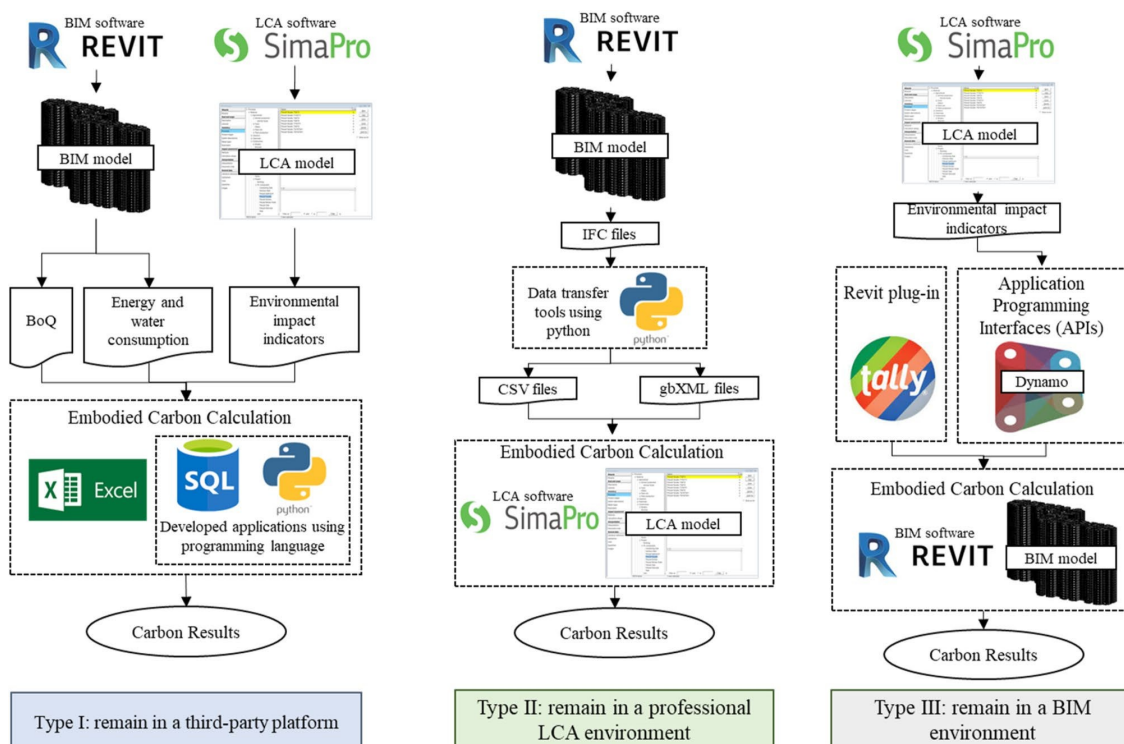 BIM software
REVIT
BIM model
LCA software
SimaPro
LCA model
BoQ
Energy and
water
consumption
Environmental
impact
indicators
Embodied Carbon Calculation
Excel
SQL
python
Developed applications using
programming language
Carbon Results
Type I: remain in a third-party platform
BIM software
REVIT
BIM model
IFC files
Data transfer
tools using
python
python
CSV files
gbXML files
Embodied Carbon Calculation
LCA software
SimaPro
LCA model
Carbon Results
Type II: remain in a professional
LCA environment
LCA software
SimaPro
LCA model
Environmental impact
indicators
Revit plug-in
tally
Application
Programming
Interfaces (APIs)
Dynamo
Embodied Carbon Calculation
BIM software
REVIT
BIM model
Carbon Results
Type III: remain in a BIM
environment